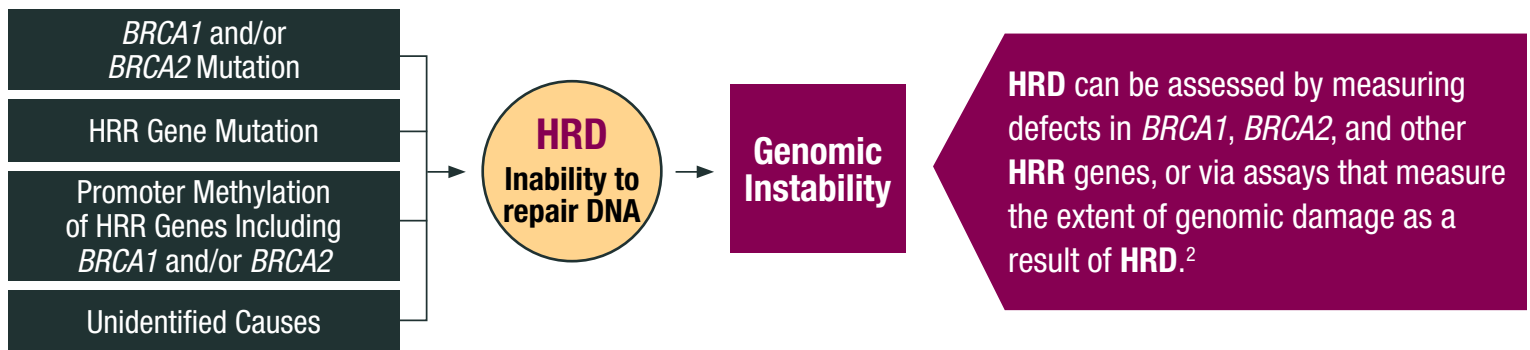 BRCA1 and/or
BRCA2 Mutation
HRR Gene Mutation
Promoter Methylation
of HRR Genes Including
BRCA1 and/or BRCA2
Unidentified Causes
HRD
Inability to
repair DNA
Genomic
Instability
HRD can be assessed by measuring
defects in BRCA1, BRCA2, and other
HRR genes, or via assays that measure
the extent of genomic damage as a
result of HRD.²